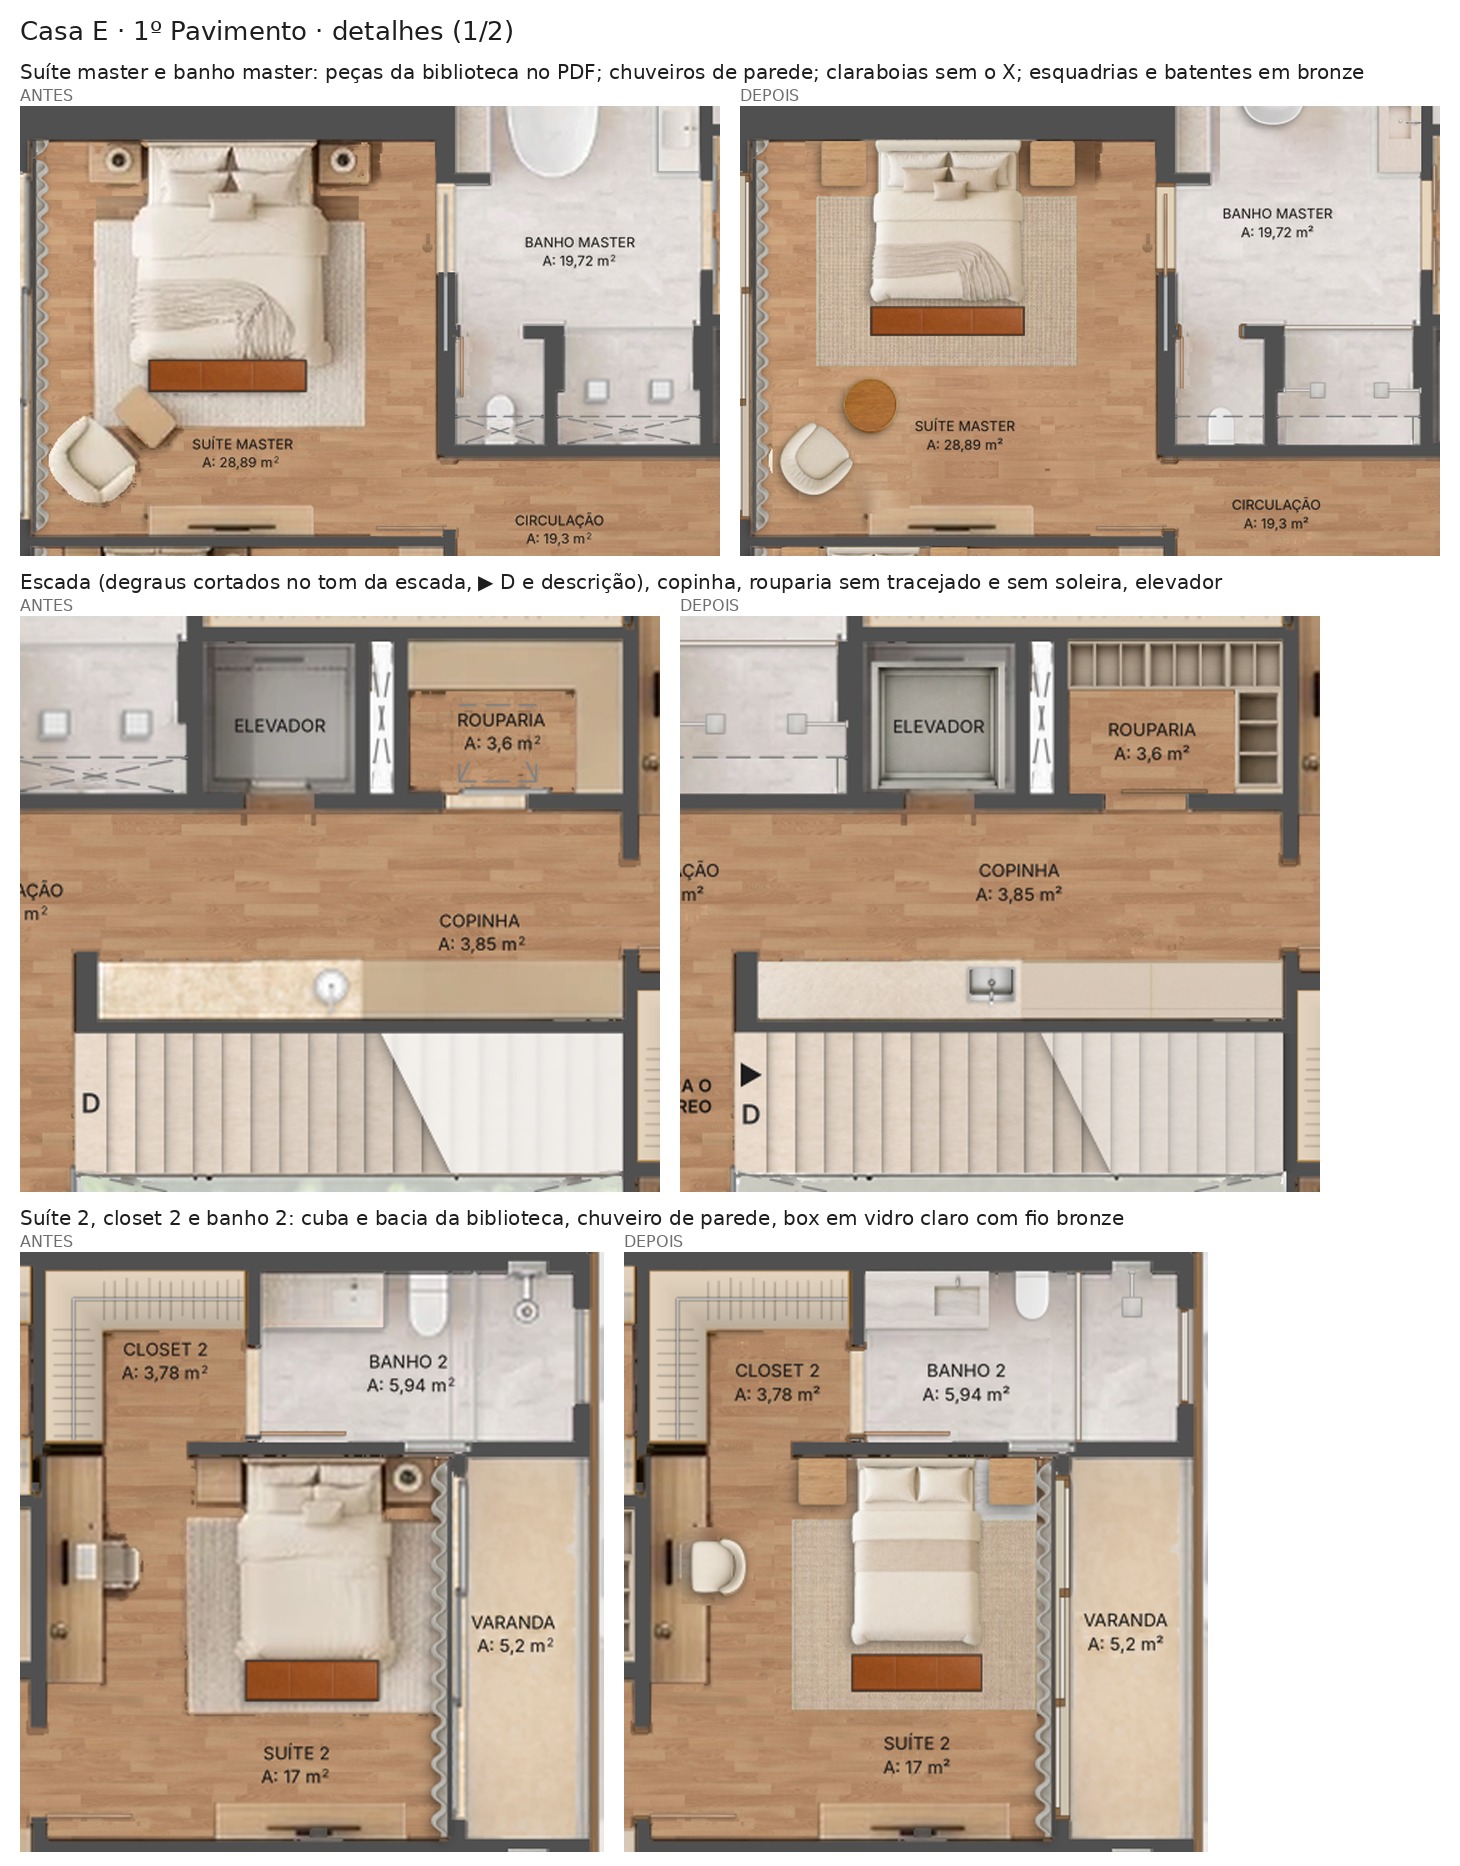 Casa E · 1º Pavimento · detalhes (1/2)
Suíte master e banho master: peças da biblioteca no PDF; chuveiros de parede; claraboias sem o X; esquadrias e batentes em bronze
ANTES
DEPOIS
BANHO MASTER
A: 19,72 m²
SUÍTE MASTER
A: 28,89 m²
CIRCULAÇÃO
A: 19,3 m²
BANHO MASTER
A: 19,72 m²
SUÍTE MASTER
A: 28,89 m²
CIRCULAÇÃO
A: 19,3 m²
Escada (degraus cortados no tom da escada, ▶ D e descrição), copinha, rouparia sem tracejado e sem soleira, elevador
ANTES
DEPOIS
ELEVADOR
ROUPARIA
A: 3,6 m²
AÇÃO
m²
COPINHA
A: 3,85 m²
D
ELEVADOR
ROUPARIA
A: 3,6 m²
AÇÃO
m²
COPINHA
A: 3,85 m²
A O
REO
▶
D
Suíte 2, closet 2 e banho 2: cuba e bacia da biblioteca, chuveiro de parede, box em vidro claro com fio bronze
ANTES
DEPOIS
CLOSET 2
A: 3,78 m²
BANHO 2
A: 5,94 m²
VARANDA
A: 5,2 m²
SUÍTE 2
A: 17 m²
CLOSET 2
A: 3,78 m²
BANHO 2
A: 5,94 m²
VARANDA
A: 5,2 m²
SUÍTE 2
A: 17 m²